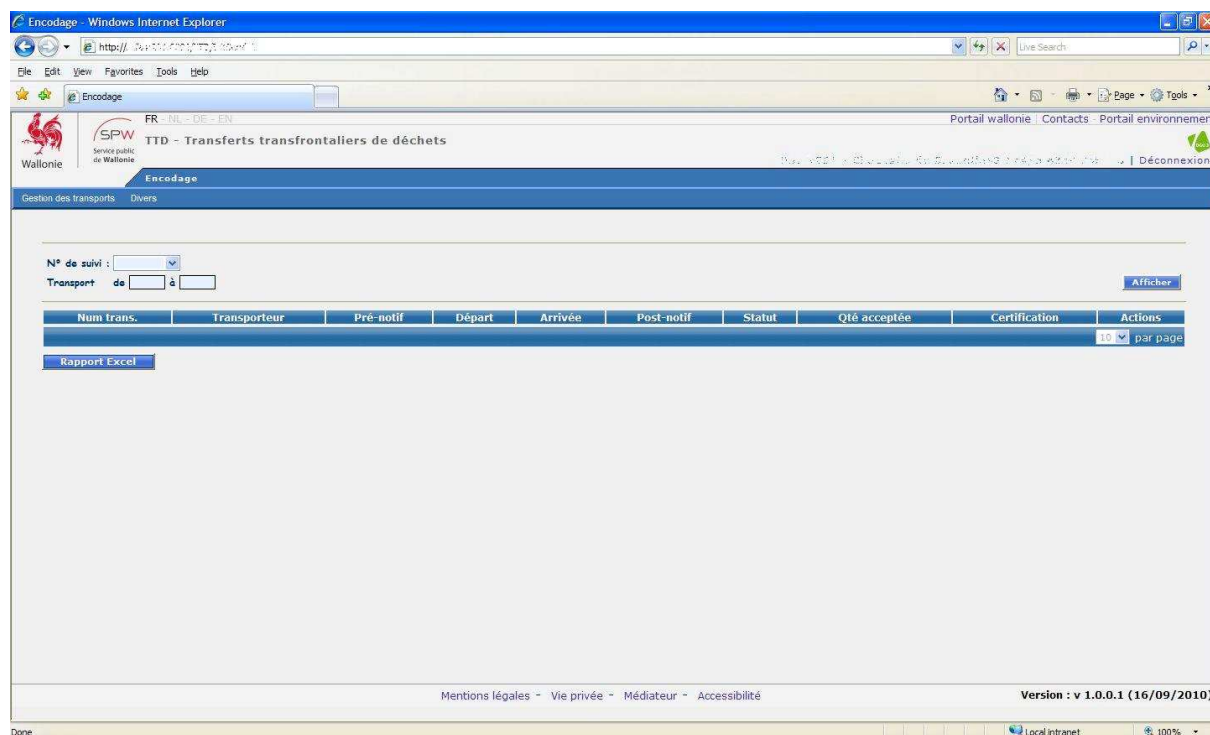 Encodage - Windows Internet Explorer
http://
Live Search
File Edit View Favorites Tools Help
Encodage
Page Tools
FR - NL - DE - EN
Portail wallonie | Contacts - Portail environnemen
SPW
Service public
de Wallonie
Wallonie
TTD - Transferts transfrontaliers de déchets
| Déconnexion
Encodage
Gestion des transports Divers
N° de suivi :
Transport de à
Afficher
Num trans. Transporteur Pré-notif Départ Arrivée Post-notif Statut Qté acceptée Certification Actions
10 par page
Rapport Excel
Mentions légales - Vie privée - Médiateur - Accessibilité
Version : v 1.0.0.1 (16/09/2010)
Done
Local intranet
100%